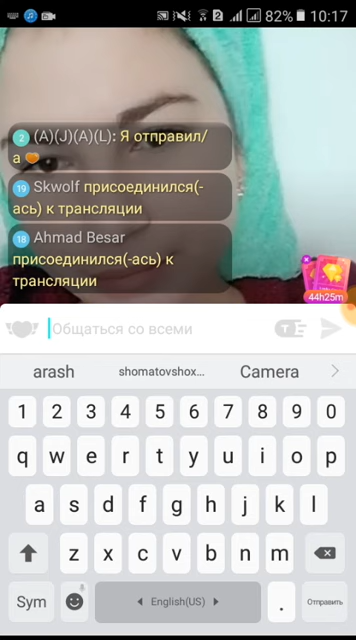 2 82% 10:17
2 (A)(J)(A)(L): Я отправил/
а
19 Skwolf присоединился(-
ась) к трансляции
18 Ahmad Besar
присоединился(-ась) к
трансляции
44h25m
Общаться со всеми
T
arash shomatovshox... Camera
1 2 3 4 5 6 7 8 9 0
q w e r t y u i o p
a s d f g h j k l
z x c v b n m
Sym English(US) . Отправить